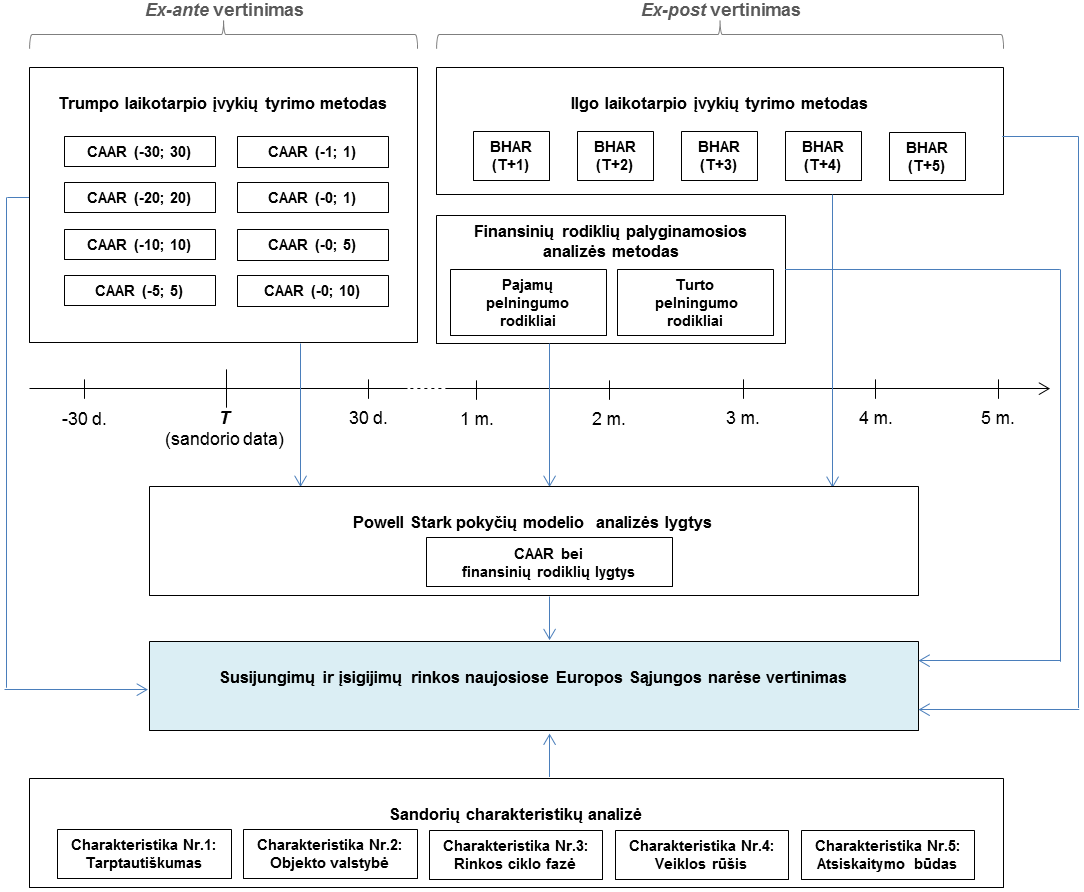 Ex-ante vertinimas
Ex-post vertinimas
Trumpo laikotarpio įvykių tyrimo metodas
CAAR (-30; 30)
CAAR (-1; 1)
CAAR (-20; 20)
CAAR (-0; 1)
CAAR (-10; 10)
CAAR (-0; 5)
CAAR (-5; 5)
CAAR (-0; 10)
Ilgo laikotarpio įvykių tyrimo metodas
BHAR
(T+1)
BHAR
(T+2)
BHAR
(T+3)
BHAR
(T+4)
BHAR
(T+5)
Finansinių rodiklių palyginamosios
analizės metodas
Pajamų
pelningumo
rodikliai
Turto
pelningumo
rodikliai
-30 d.
T
(sandorio data)
30 d.
1 m.
2 m.
3 m.
4 m.
5 m.
Powell Stark pokyčių modelio analizės lygtys
CAAR bei
finansinių rodiklių lygtys
Susijungimų ir įsigijimų rinkos naujosiose Europos Sąjungos narėse vertinimas
Sandorių charakteristikų analizė
Charakteristika Nr.1:
Tarptautiškumas
Charakteristika Nr.2:
Objekto valstybė
Charakteristika Nr.3:
Rinkos ciklo fazė
Charakteristika Nr.4:
Veiklos rūšis
Charakteristika Nr.5:
Atsiskaitymo būdas